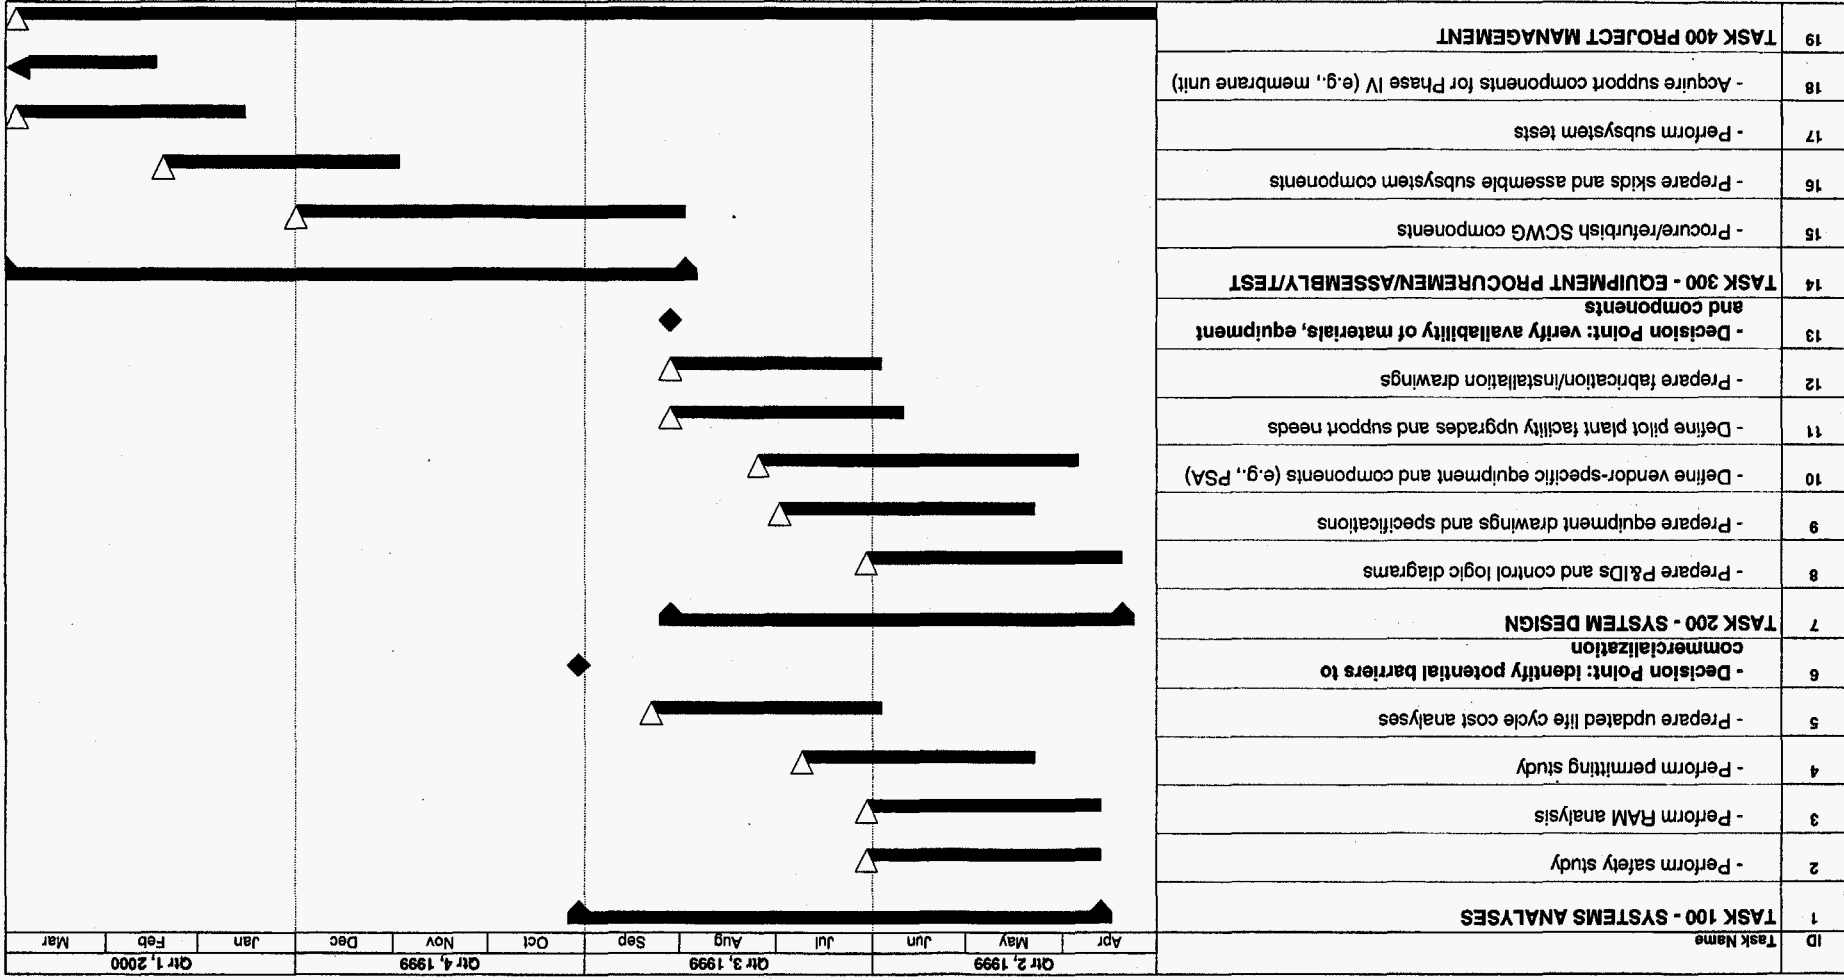 ID Task Name Qtr 2, 1999 Qtr 3, 1999 Qtr 4, 1999 Qtr 1, 2000
Apr May Jun Jul Aug Sep Oct Nov Dec Jan Feb Mar
1 TASK 100 - SYSTEMS ANALYSES
2 - Perform safety study
3 - Perform RAM analysis
4 - Perform permitting study
5 - Prepare updated life cycle cost analyses
6 - Decision Point: identify potential barriers to
commercialization
7 TASK 200 - SYSTEM DESIGN
8 - Prepare P&IDs and control logic diagrams
9 - Prepare equipment drawings and specifications
10 - Define vendor-specific equipment and components (e.g., PSA)
11 - Define pilot plant facility upgrades and support needs
12 - Prepare fabrication/installation drawings
13 - Decision Point: verify availability of materials, equipment
and components
14 TASK 300 - EQUIPMENT PROCUREMEN/ASSEMBLY/TEST
15 - Procure/refurbish SCWG components
16 - Prepare skids and assemble subsystem components
17 - Perform subsystem tests
18 - Acquire support components for Phase IV (e.g., membrane unit)
19 TASK 400 PROJECT MANAGEMENT